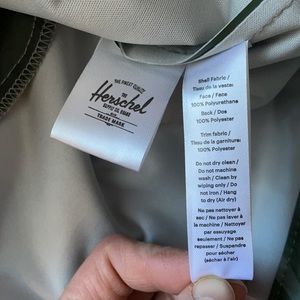 THE FINEST QUALITY
THE
Herschel
SUPPLY CO. BRAND
TRADE MARK
Shell Fabric /
Tissu de la veste:
Face / Face:
100% Polyurethane
Back / Dos:
100% Polyester
Trim fabric /
Tissu de la garniture:
100% Polyester
Do not dry clean /
Do not machine
wash / Clean by
wiping only / Do
not iron / Hang
to dry (Air dry)
Ne pas nettoyer à
sec / Ne pas laver à
la machine / Nettoyer
par essuyage
seulement / Ne pas
repasser / Suspendre
pour sécher
(sécher à l'air)